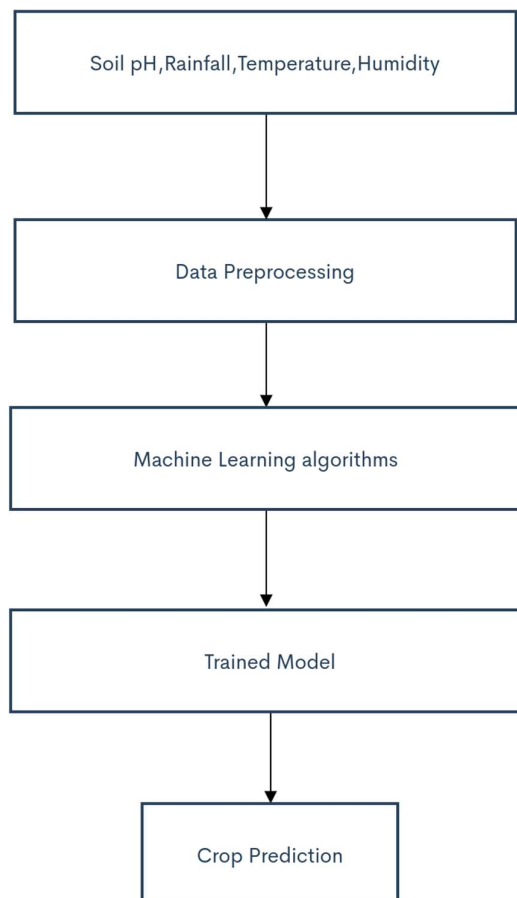 Soil pH,Rainfall,Temperature,Humidity
Data Preprocessing
Machine Learning algorithms
Trained Model
Crop Prediction